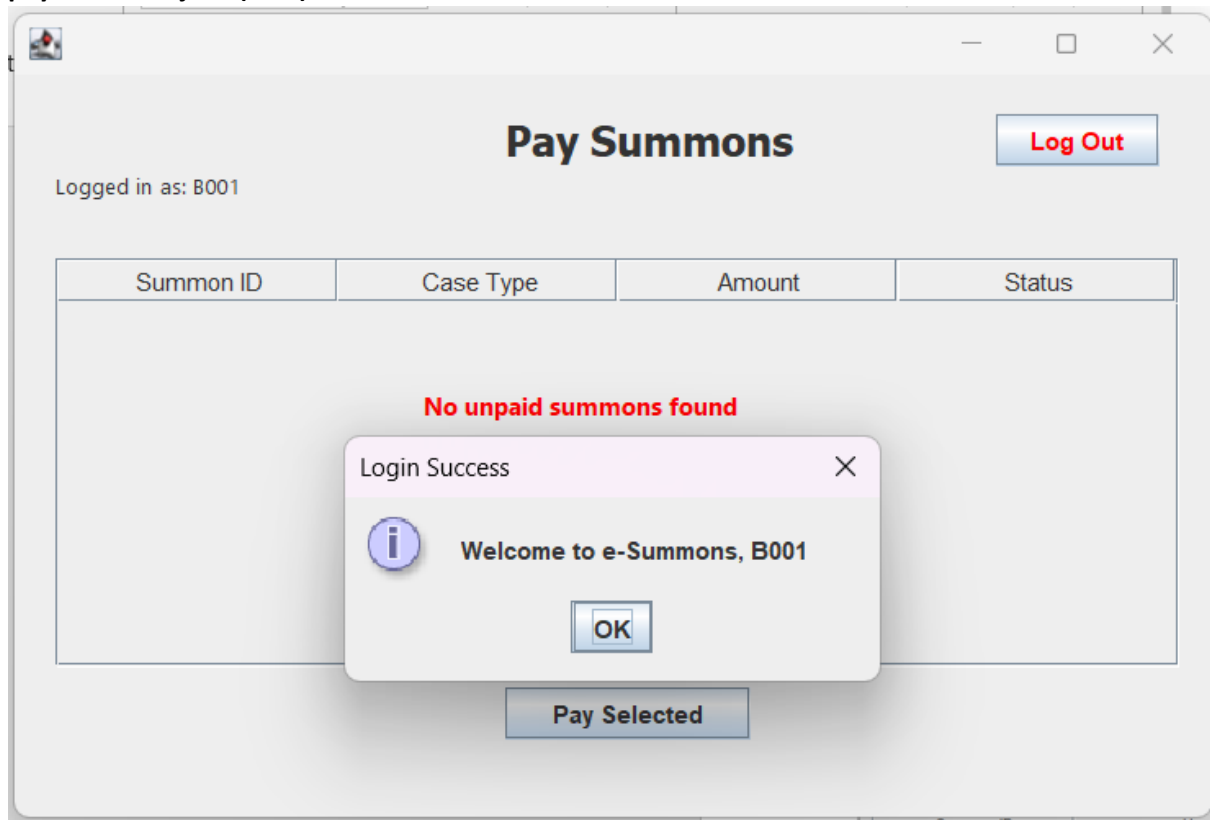 Pay Summons
Log Out
Logged in as: B001
Summon ID Case Type Amount Status
No unpaid summons found
Login Success
Welcome to e-Summons, B001
OK
Pay Selected